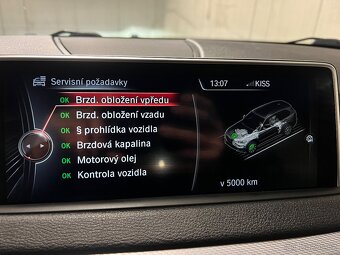 Servisní požadavky
13:07
KISS
OK Brzd. obložení vpředu
OK Brzd. obložení vzadu
OK § prohlídka vozidla
OK Brzdová kapalina
OK Motorový olej
OK Kontrola vozidla
v 5000 km